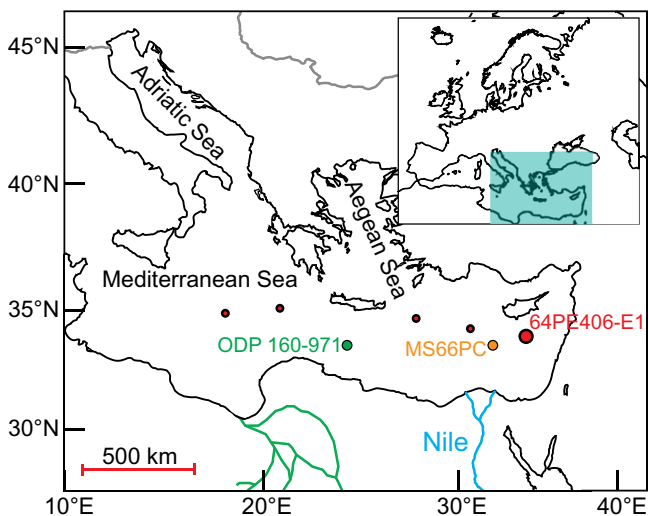 45°N
Adriatic Sea
40°N
Aegean Sea
Mediterranean Sea
35°N
64PE406-E1
ODP 160-971
MS66PC
30°N
Nile
500 km
10°E
20°E
30°E
40°E